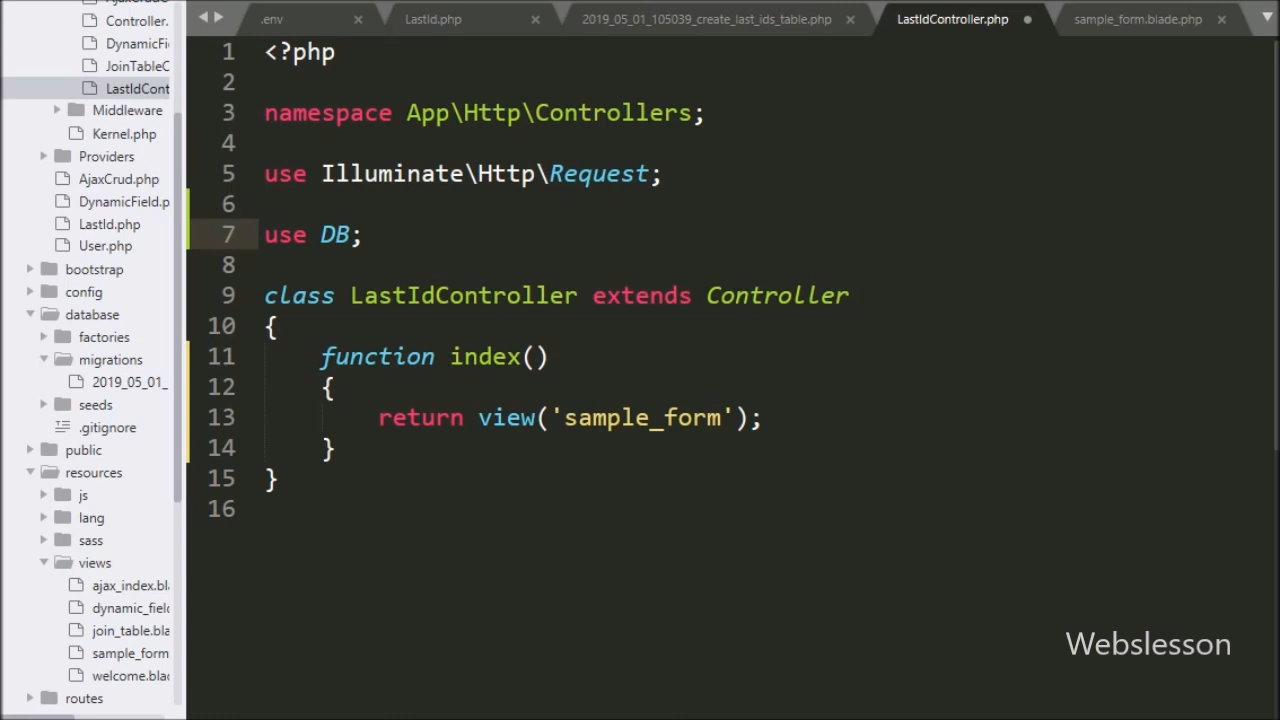 .env
LastId.php
2019_05_01_105039_create_last_ids_table.php
LastIdController.php
sample_form.blade.php
Controller.
DynamicFi
JoinTableC
LastIdCont
Middleware
Kernel.php
Providers
AjaxCrud.php
DynamicField.p
LastId.php
User.php
bootstrap
config
database
factories
migrations
2019_05_01_
seeds
.gitignore
public
resources
js
lang
sass
views
ajax_index.bl
dynamic_field
join_table.bla
sample_form
welcome.blad
routes
1 <?php
2
3 namespace App\Http\Controllers;
4
5 use Illuminate\Http\Request;
6
7 use DB;
8
9 class LastIdController extends Controller
10 {
11     function index()
12     {
13         return view('sample_form');
14     }
15 }
16
Webslesson